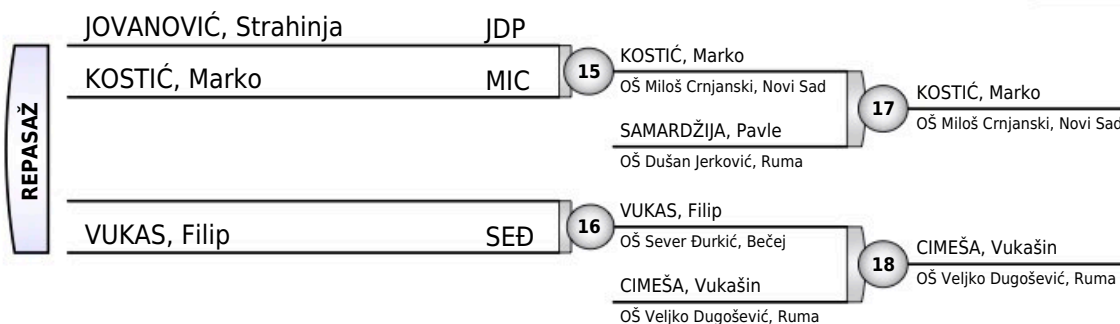 REPASAŽ
JOVANOVIĆ, Strahinja JDP
KOSTIĆ, Marko MIC
15
KOSTIĆ, Marko
OŠ Miloš Crnjanski, Novi Sad
SAMARDŽIJA, Pavle
OŠ Dušan Jerković, Ruma
17
KOSTIĆ, Marko
OŠ Miloš Crnjanski, Novi Sad
VUKAS, Filip SEĐ
16
VUKAS, Filip
OŠ Sever Đurkić, Bečej
CIMEŠA, Vukašin
OŠ Veljko Dugošević, Ruma
18
CIMEŠA, Vukašin
OŠ Veljko Dugošević, Ruma